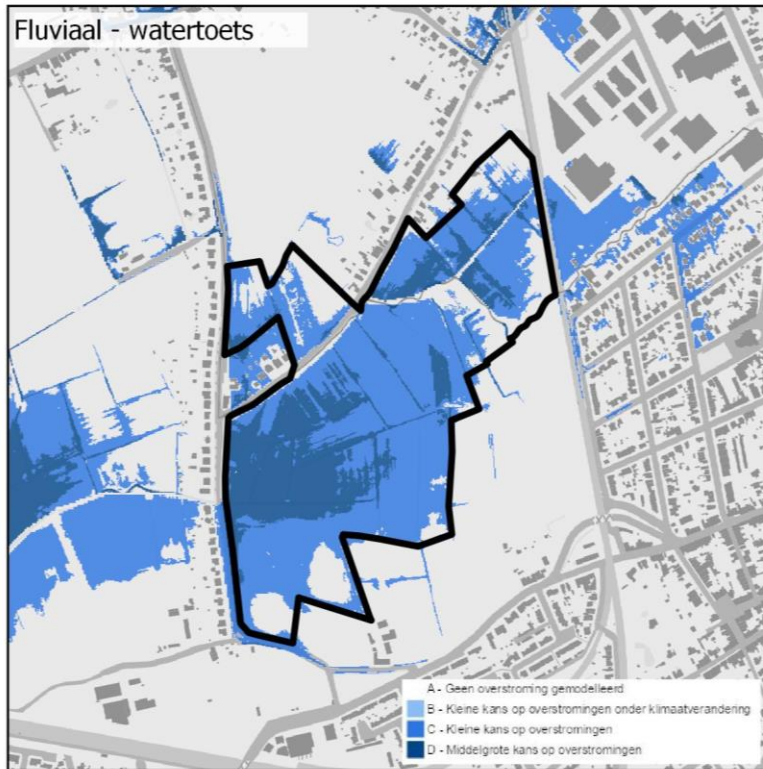 Fluviaal - watertoets
A - Geen overstroming gemodelleerd
B - Kleine kans op overstromingen onder klimaatverandering
C - Kleine kans op overstromingen
D - Middelgrote kans op overstromingen